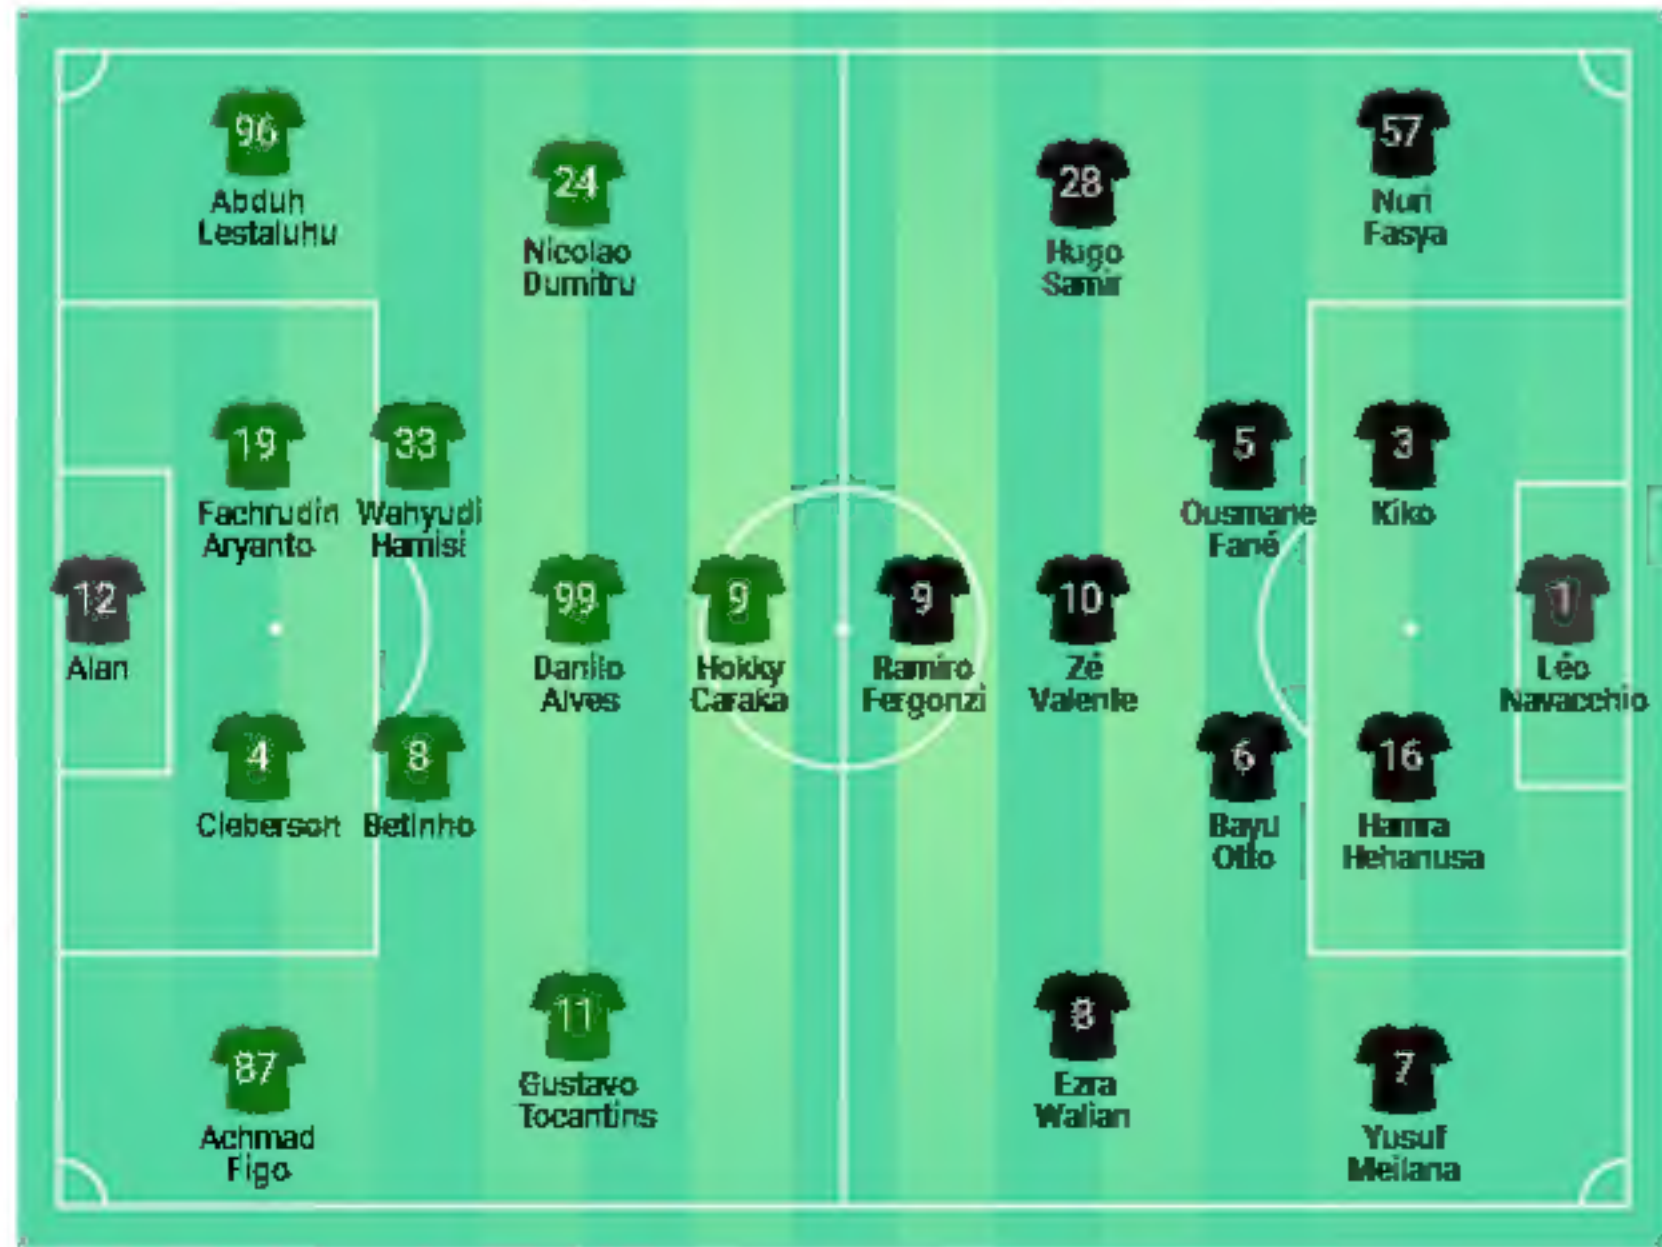 96
Abduh
Lestaluhu
24
Nicolao
Dumitru
28
Hugo
Samir
57
Nuri
Fasya
19
Fachrudin
Aryanto
33
Wahyudi
Hamisi
5
Ousmane
Fané
3
Kiko
12
Alan
99
Danilo
Alves
9
Hokky
Caraka
9
Ramiro
Fergonzi
10
Zé
Valente
1
Léo
Navacchio
4
Cleberson
8
Betinho
6
Bayu
Otto
16
Hamra
Hehanusa
11
Gustavo
Tocantins
8
Ezra
Walian
87
Achmad
Figo
7
Yusuf
Meilana